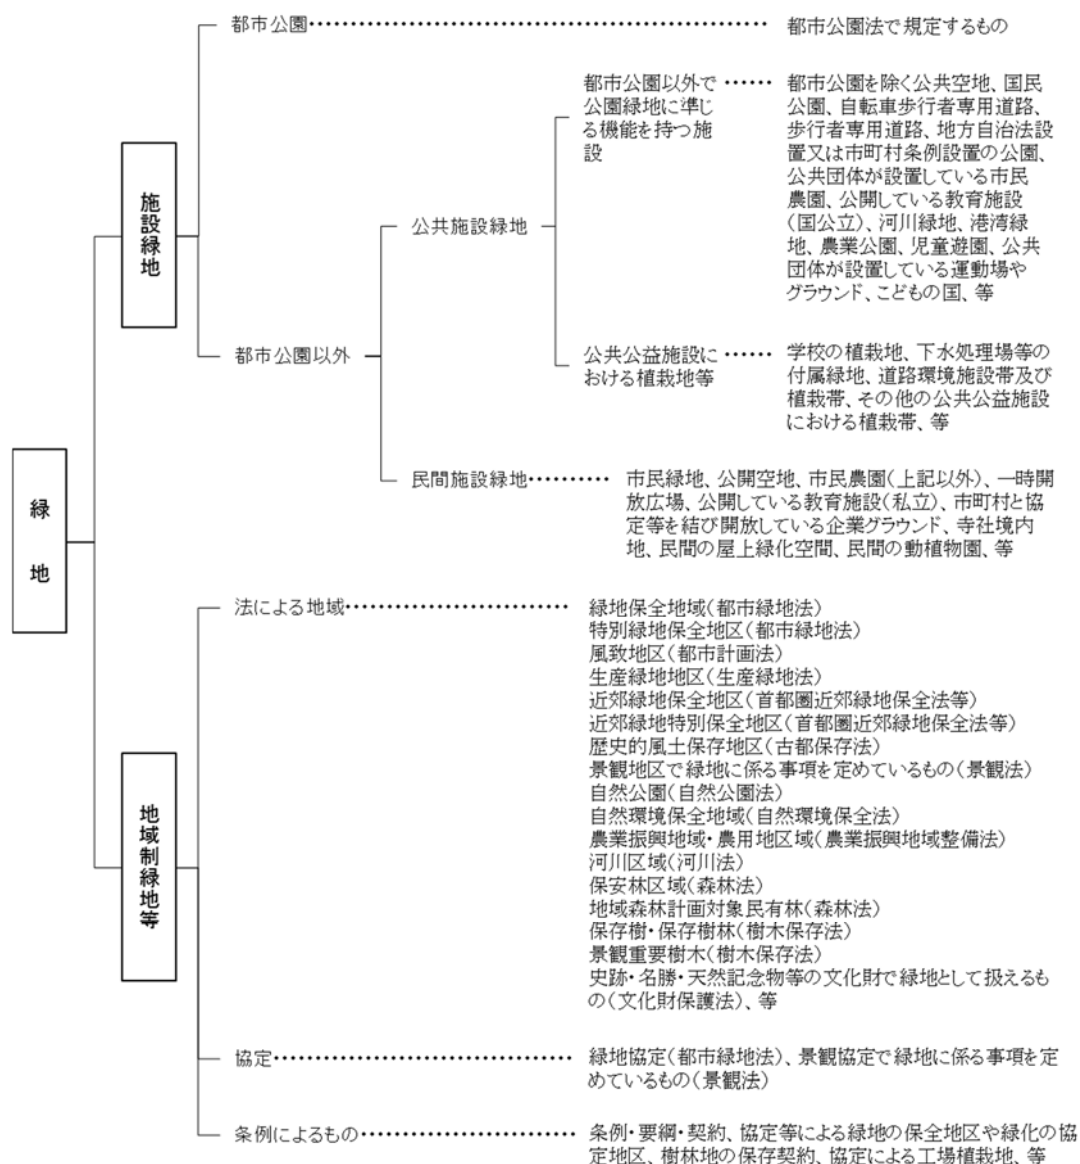 緑地
施設緑地
都市公園
都市公園法で規定するもの
都市公園以外
公共施設緑地
都市公園以外で
公園緑地に準じ
る機能を持つ施
設
都市公園を除く公共空地、国民
公園、自転車歩行者専用道路、
歩行者専用道路、地方自治法設
置又は市町村条例設置の公園、
公共団体が設置している市民
農園、公開している教育施設
(国公立)、河川緑地、港湾緑
地、農業公園、児童遊園、公共
団体が設置している運動場や
グラウンド、こどもの国、等
公共公益施設に
おける植栽地等
学校の植栽地、下水処理場等の
付属緑地、道路環境施設帯及び
植栽帯、その他の公共公益施設
における植栽帯、等
民間施設緑地
市民緑地、公開空地、市民農園(上記以外)、一時開
放広場、公開している教育施設(私立)、市町村と協
定等を結び開放している企業グラウンド、寺社境内
地、民間の屋上緑化空間、民間の動植物園、等
地域制緑地等
法による地域
緑地保全地域(都市緑地法)
特別緑地保全地区(都市緑地法)
風致地区(都市計画法)
生産緑地地区(生産緑地法)
近郊緑地保全地区(首都圏近郊緑地保全法等)
近郊緑地特別保全地区(首都圏近郊緑地保全法等)
歴史的風土保存地区(古都保存法)
景観地区で緑地に係る事項を定めているもの(景観法)
自然公園(自然公園法)
自然環境保全地域(自然環境保全法)
農業振興地域・農用地区域(農業振興地域整備法)
河川区域(河川法)
保安林区域(森林法)
地域森林計画対象民有林(森林法)
保存樹・保存樹林(樹木保存法)
景観重要樹木(樹木保存法)
史跡・名勝・天然記念物等の文化財で緑地として扱えるも
の(文化財保護法)、等
協定
緑地協定(都市緑地法)、景観協定で緑地に係る事項を定
めているもの(景観法)
条例によるもの
条例・要綱・契約、協定等による緑地の保全地区や緑化の協
定地区、樹林地の保存契約、協定による工場植栽地、等